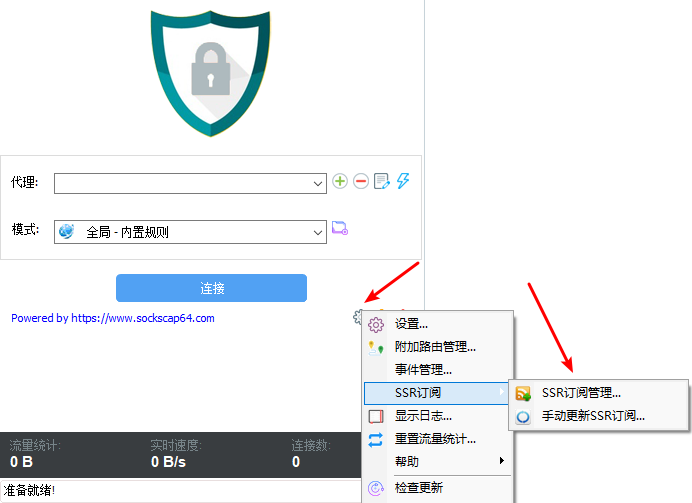 代理:
模式:
全局 - 内置规则
连接
Powered by https://www.sockscap64.com
设置...
附加路由管理...
事件管理...
SSR订阅
SSR订阅管理...
手动更新SSR订阅...
显示日志...
重置流量统计...
帮助
检查更新
流量统计:
0 B
实时速度:
0 B/s
连接数:
0
准备就绪!